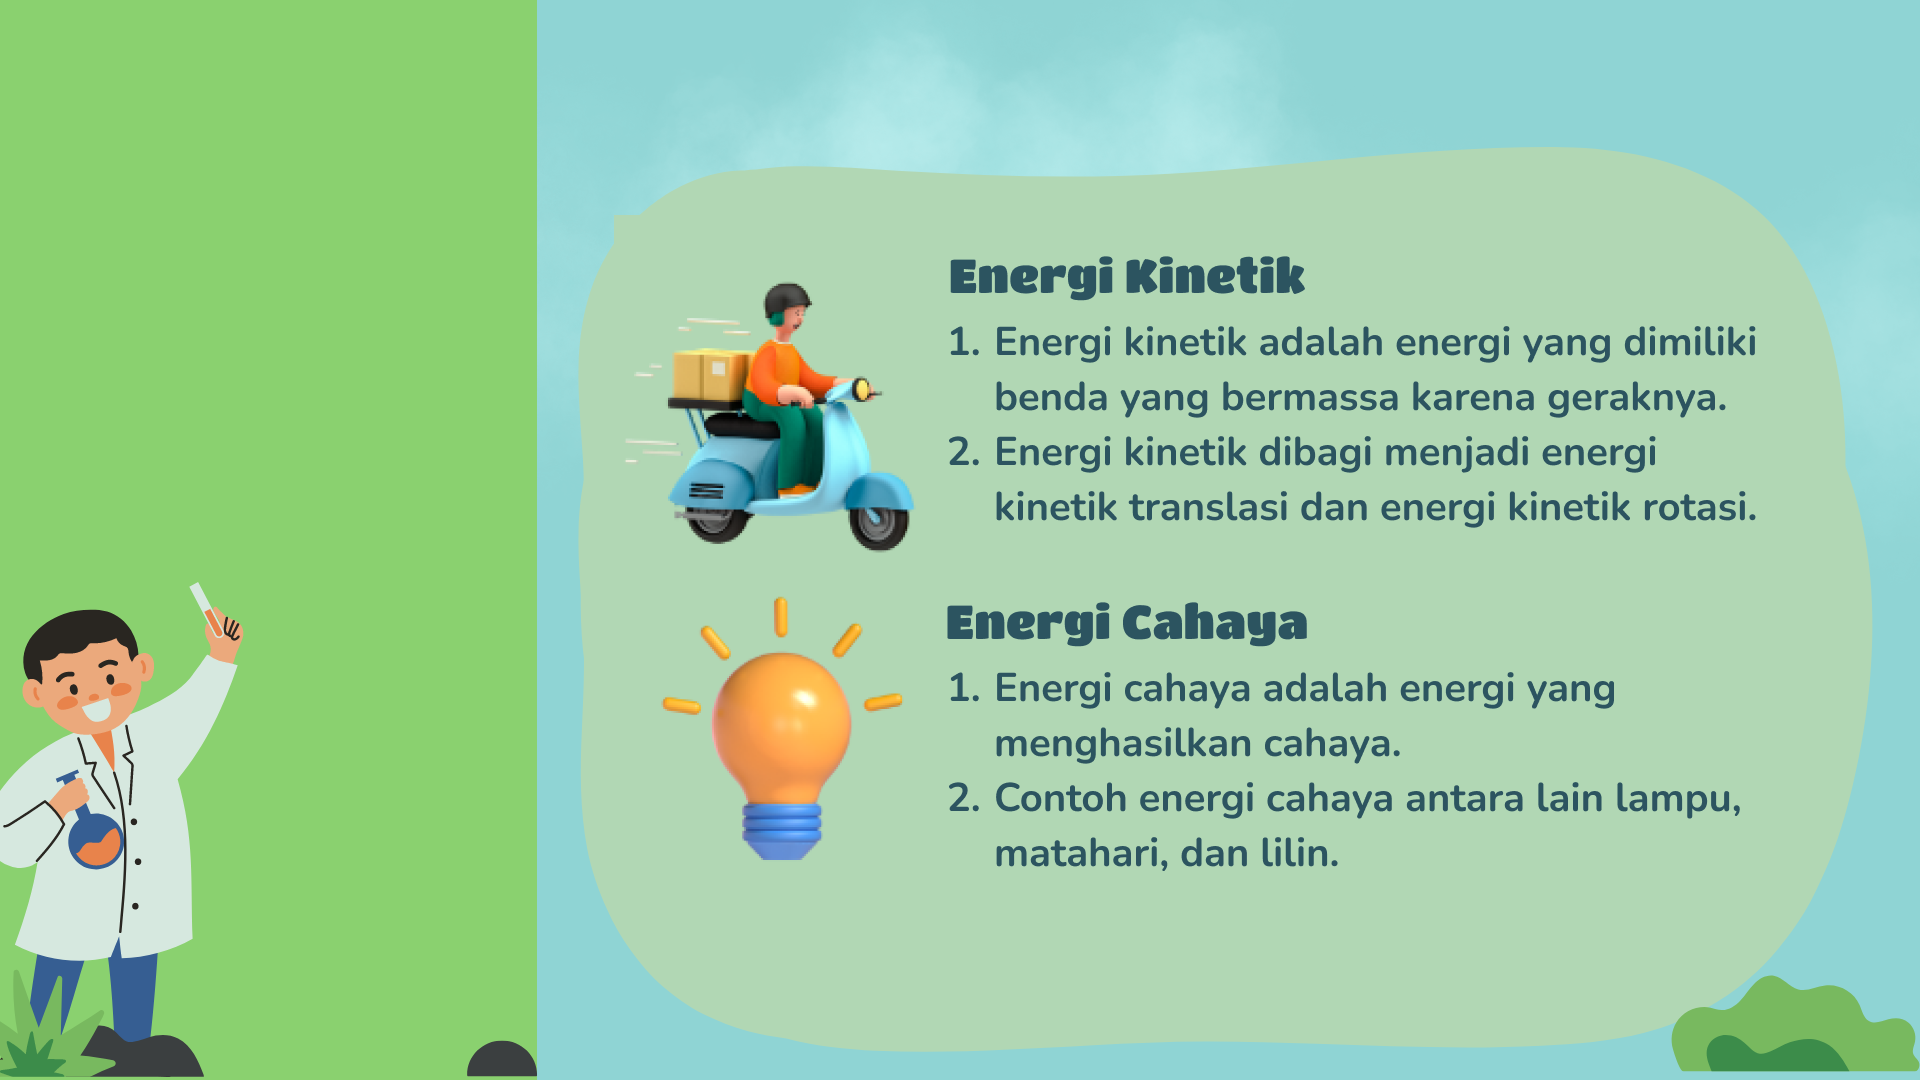 Energi Kinetik
1. Energi kinetik adalah energi yang dimiliki
benda yang bermassa karena geraknya.
2. Energi kinetik dibagi menjadi energi
kinetik translasi dan energi kinetik rotasi.
Energi Cahaya
1. Energi cahaya adalah energi yang
menghasilkan cahaya.
2. Contoh energi cahaya antara lain lampu,
matahari, dan lilin.